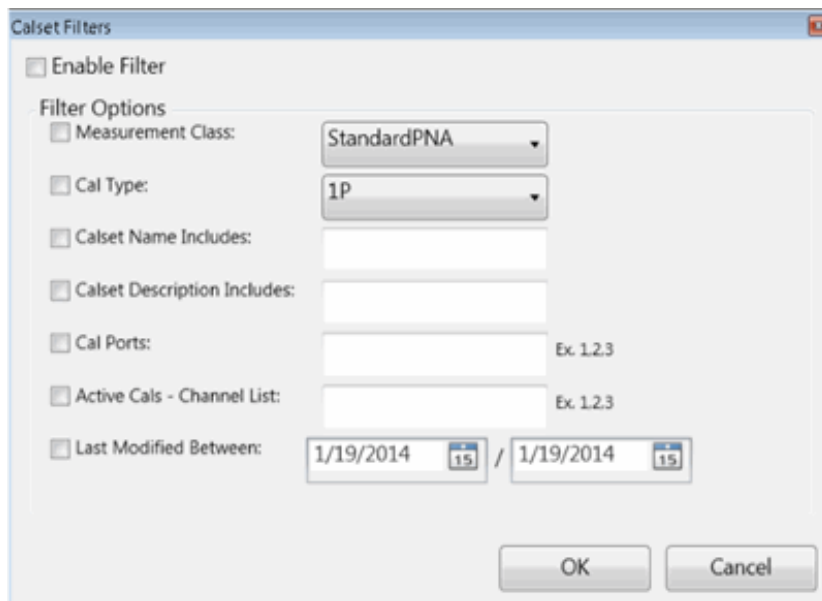 Calset Filters
Enable Filter
Filter Options
Measurement Class:
StandardPNA
Cal Type:
1P
Calset Name Includes:
Calset Description Includes:
Cal Ports:
Ex. 1,2,3
Active Cals - Channel List:
Ex. 1,2,3
Last Modified Between:
1/19/2014 15 / 1/19/2014 15
OK Cancel